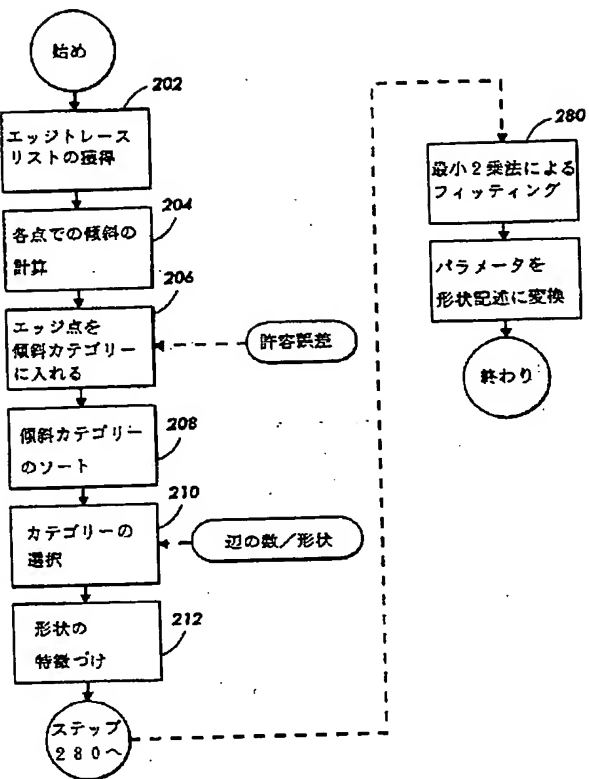 始め
202
エッジトレース
リストの獲得
204
各点での傾斜の
計算
206
エッジ点を
傾斜カテゴリー
に入れる
許容誤差
208
傾斜カテゴリー
のソート
210
カテゴリーの
選択
辺の数/形状
212
形状の
特徴づけ
ステップ
280へ
280
最小2乗法による
フィッティング
パラメータを
形状記述に変換
終わり